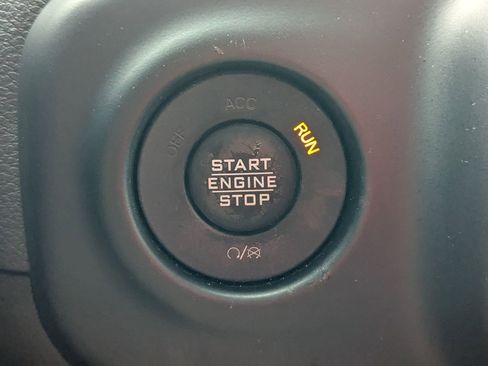 OFF
ACC
RUN
START
ENGINE
STOP